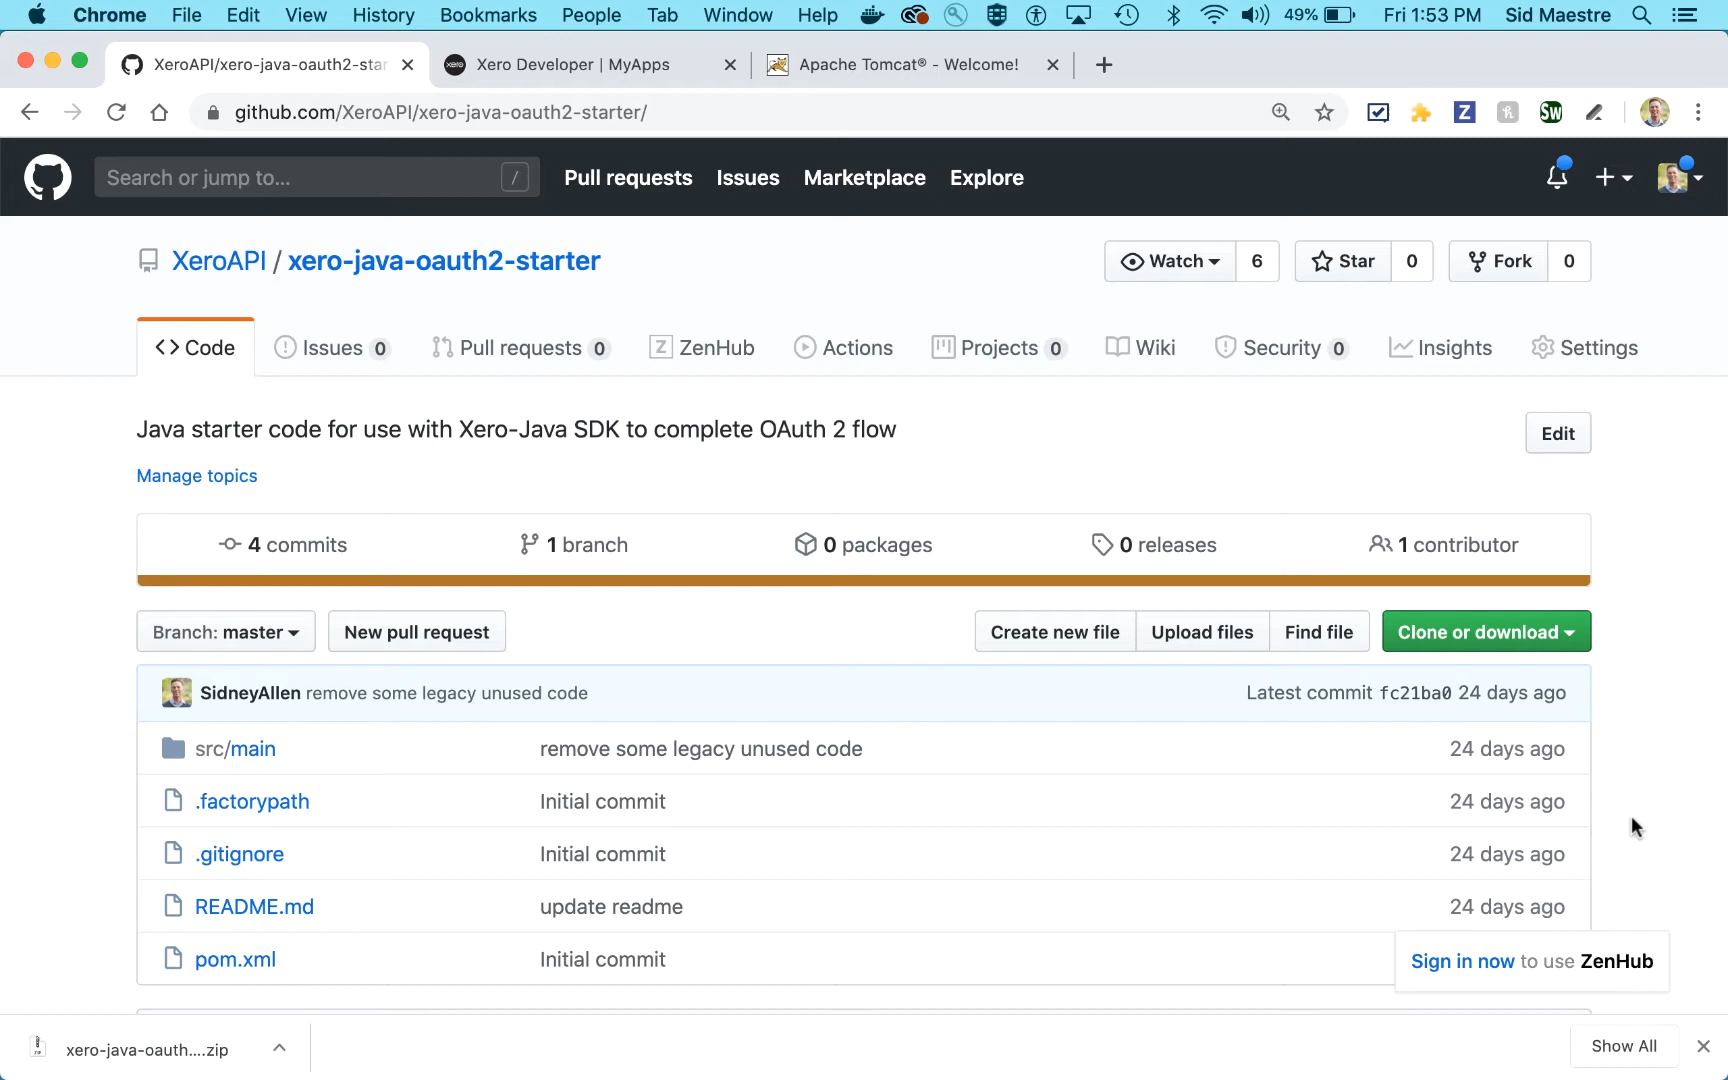 Chrome File Edit View History Bookmarks People Tab Window Help 49% Fri 1:53 PM Sid Maestre
XeroAPI/xero-java-oauth2-star Xero Developer | MyApps Apache Tomcat® - Welcome!
github.com/XeroAPI/xero-java-oauth2-starter/
Search or jump to... / Pull requests Issues Marketplace Explore
XeroAPI / xero-java-oauth2-starter Watch 6 Star 0 Fork 0
Code Issues 0 Pull requests 0 ZenHub Actions Projects 0 Wiki Security 0 Insights Settings
Java starter code for use with Xero-Java SDK to complete OAuth 2 flow Edit
Manage topics
4 commits 1 branch 0 packages 0 releases 1 contributor
Branch: master New pull request Create new file Upload files Find file Clone or download
SidneyAllen remove some legacy unused code Latest commit fc21ba0 24 days ago
src/main remove some legacy unused code 24 days ago
.factorypath Initial commit 24 days ago
.gitignore Initial commit 24 days ago
README.md update readme 24 days ago
pom.xml Initial commit
Sign in now to use ZenHub
xero-java-oauth....zip Show All